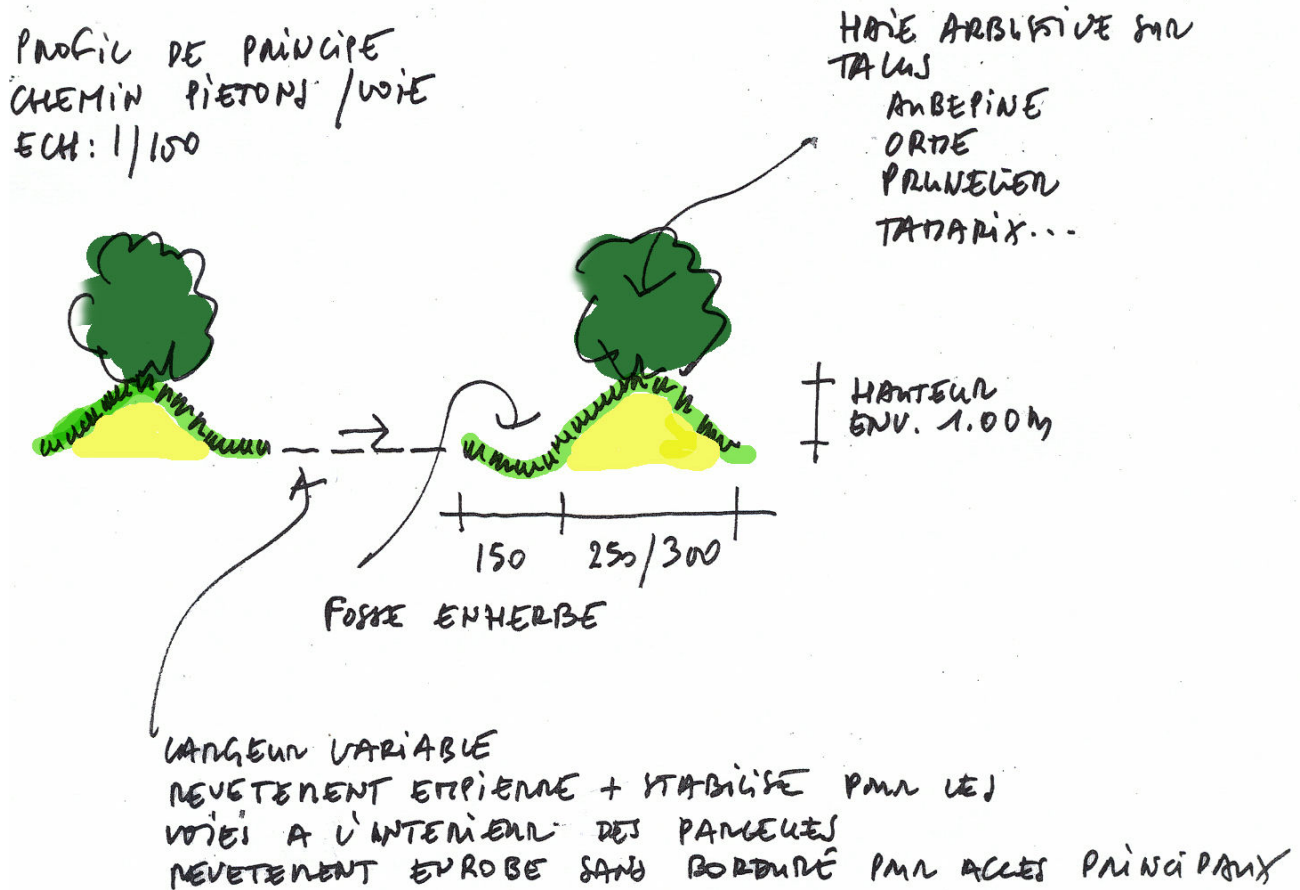 PROFIL DE PRINCIPE
CHEMIN PIETONS / VOIE
ECH: 1/100
HAIE ARBUSTIVE SUR
TALUS
AUBEPINE
ORME
PRUNELIER
TAMARIX...
HAUTEUR
ENV. 1.00m
150
250/300
FOSSE ENHERBE
LARGEUR VARIABLE
REVETEMENT EMPIERRE + STABILISE POUR LES
VOIES A L'INTERIEUR DES PARCELLES
REVETEMENT ENROBE SANS BORDURE POUR ACCES PRINCIPAUX